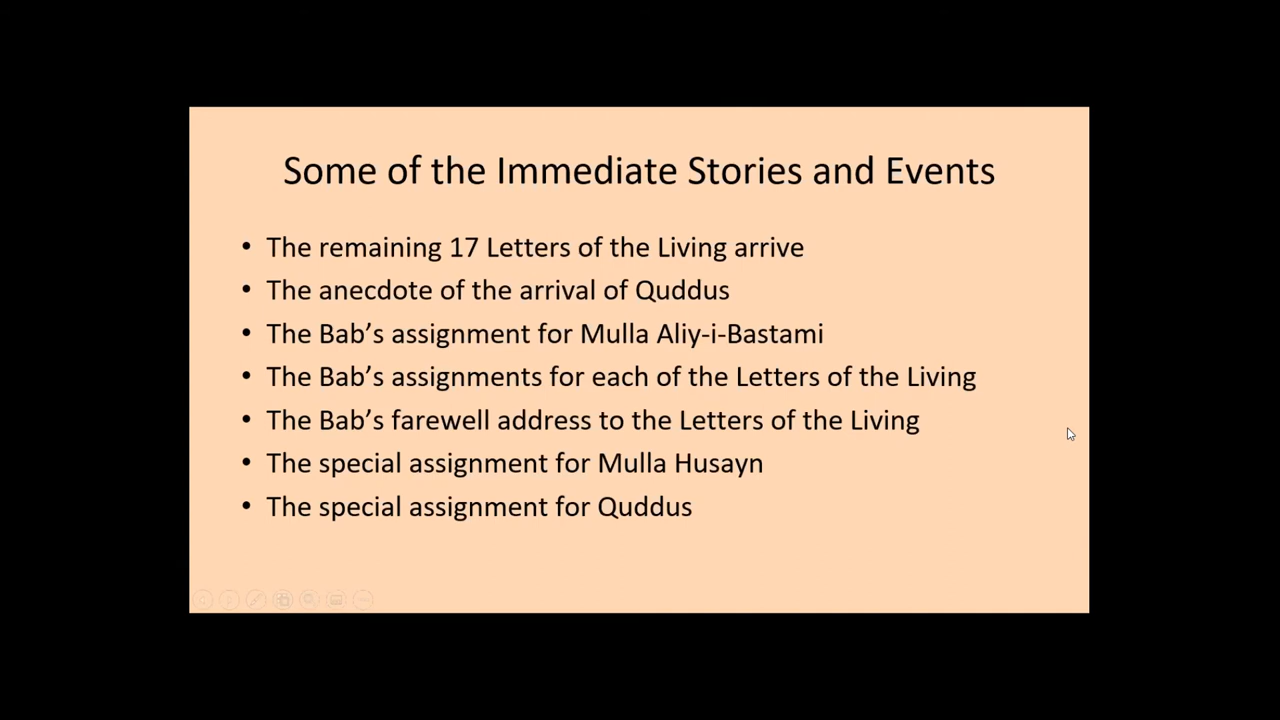 Some of the Immediate Stories and Events
• The remaining 17 Letters of the Living arrive
• The anecdote of the arrival of Quddus
• The Bab’s assignment for Mulla Aliy-i-Bastami
• The Bab’s assignments for each of the Letters of the Living
• The Bab’s farewell address to the Letters of the Living
• The special assignment for Mulla Husayn
• The special assignment for Quddus